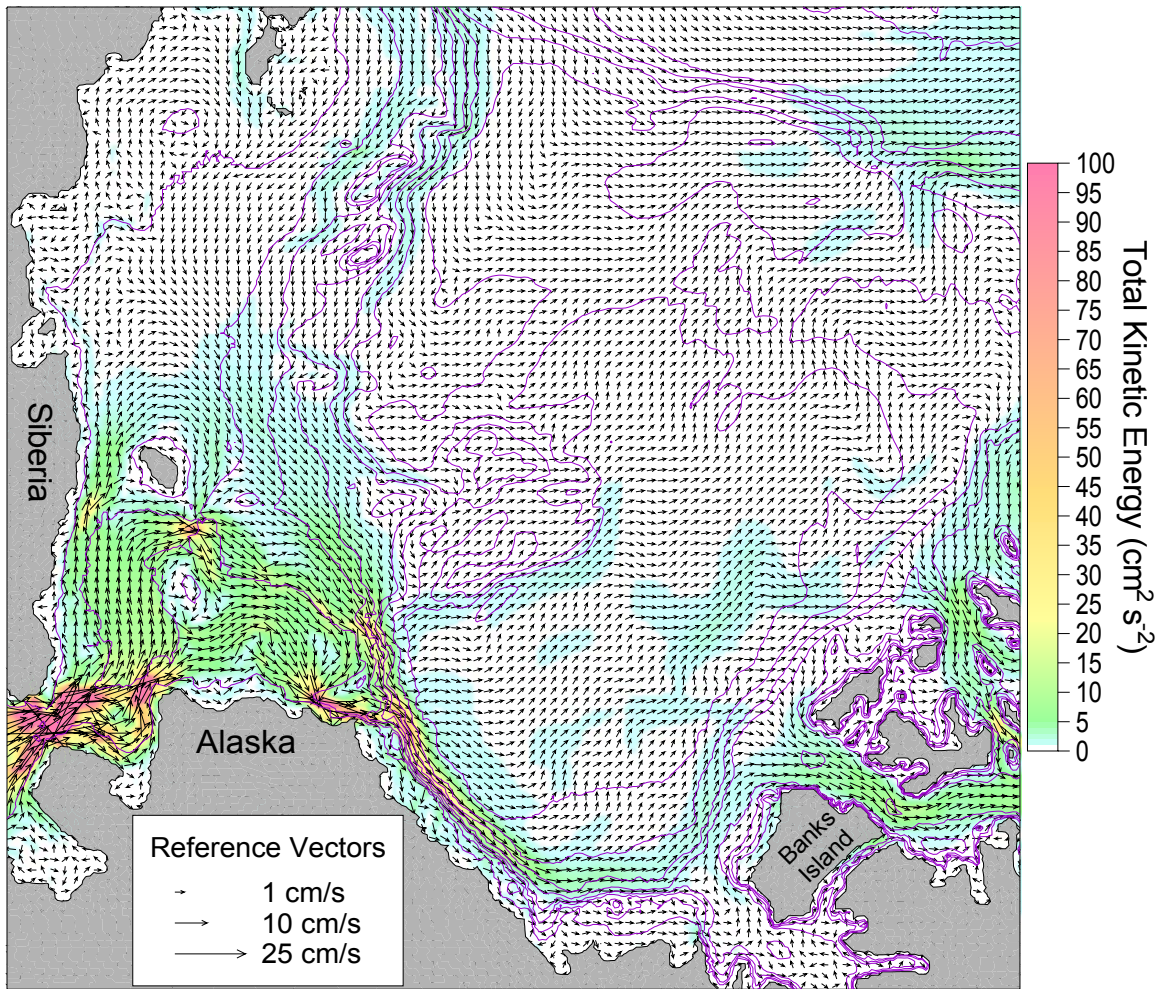 Siberia
Alaska
Banks
Island
Reference Vectors
1 cm/s
10 cm/s
25 cm/s
100
95
90
85
80
75
70
65
60
55
50
45
40
35
30
25
20
15
10
5
0
Total Kinetic Energy (cm² s⁻²)